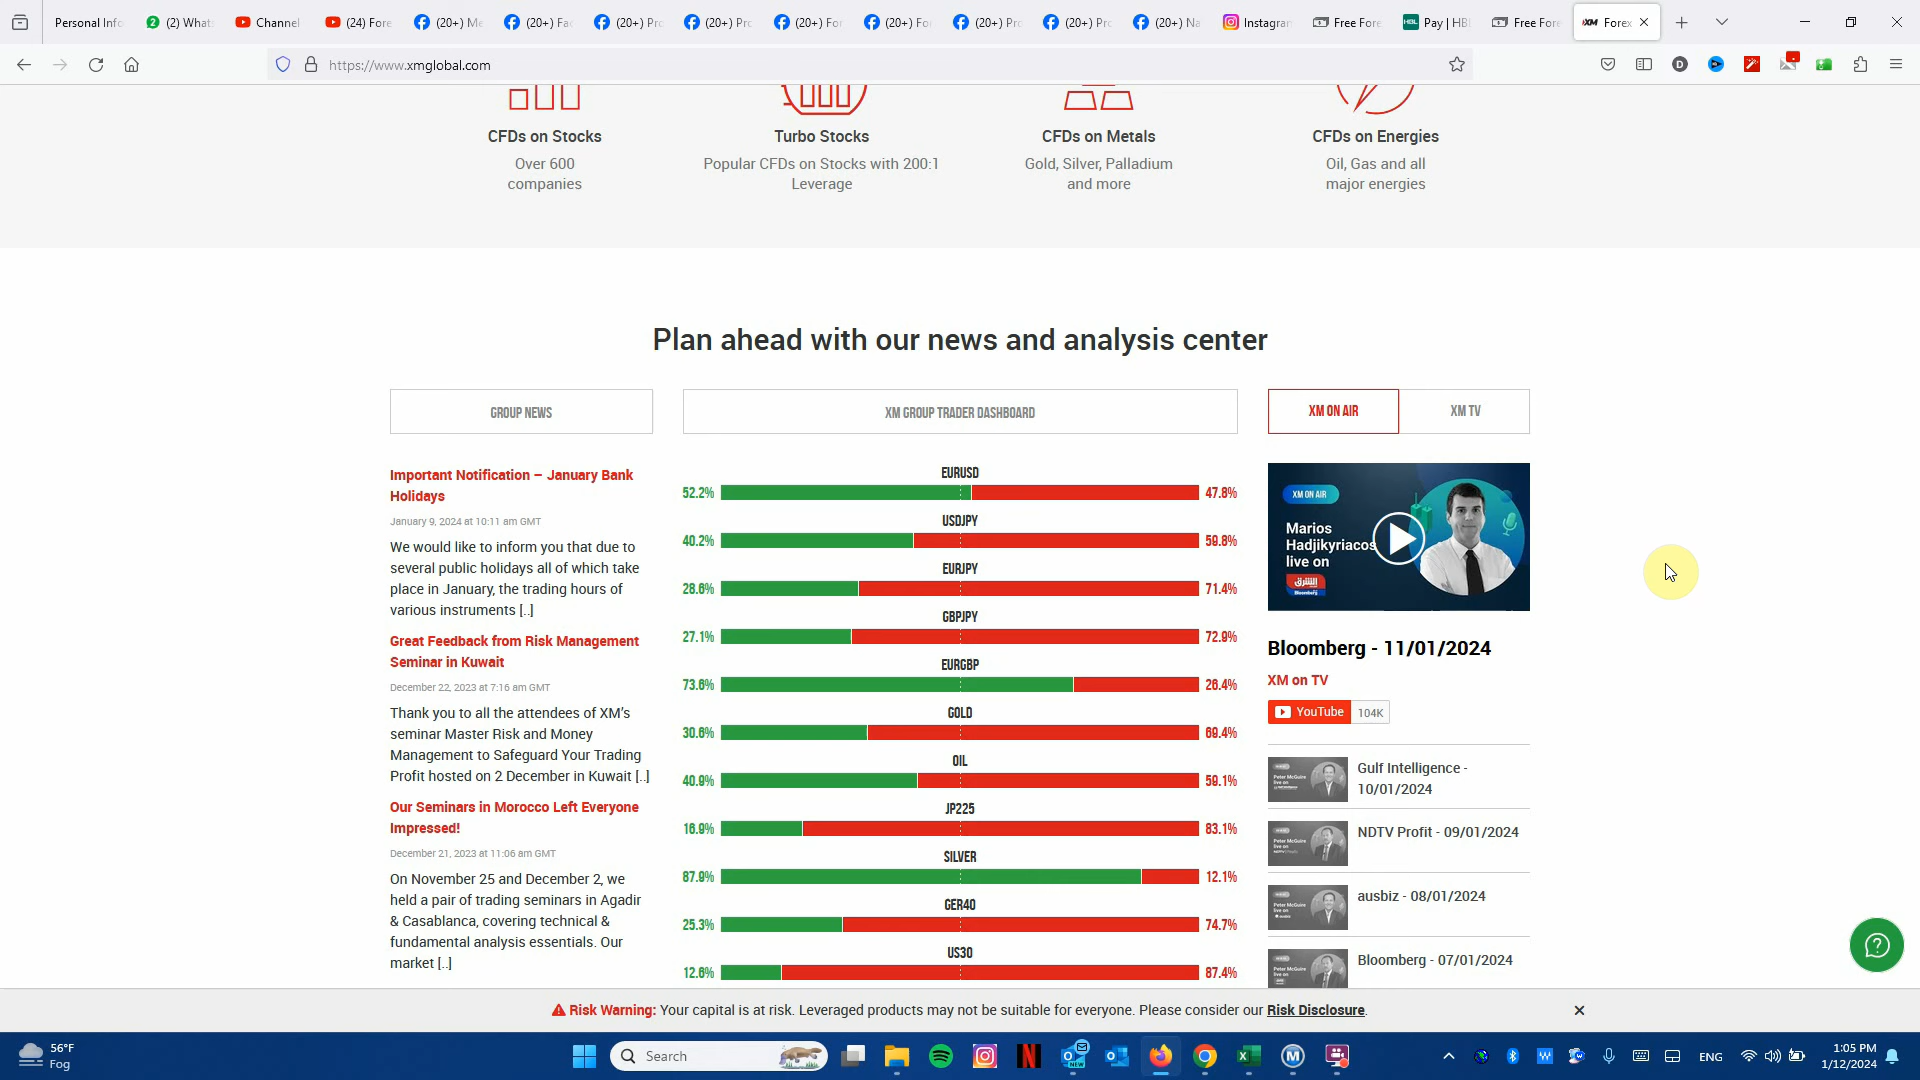 Personal Info
(2) Whats
Channel
(24) Fore
(20+) Me
(20+) Fac
(20+) Pro
(20+) Pro
(20+) For
(20+) Fo
(20+) Pro
(20+) Pro
(20+) Na
Instagram
Free Fore
HBL Pay | HBL
Free Fore
XM Forex
https://www.xmglobal.com
CFDs on Stocks
Over 600
companies
Turbo Stocks
Popular CFDs on Stocks with 200:1
Leverage
CFDs on Metals
Gold, Silver, Palladium
and more
CFDs on Energies
Oil, Gas and all
major energies
Plan ahead with our news and analysis center
GROUP NEWS
Important Notification – January Bank
Holidays
January 9, 2024 at 10:11 am GMT
We would like to inform you that due to
several public holidays all of which take
place in January, the trading hours of
various instruments [..]
Great Feedback from Risk Management
Seminar in Kuwait
December 22, 2023 at 7:16 am GMT
Thank you to all the attendees of XM’s
seminar Master Risk and Money
Management to Safeguard Your Trading
Profit hosted on 2 December in Kuwait [..]
Our Seminars in Morocco Left Everyone
Impressed!
December 21, 2023 at 11:06 am GMT
On November 25 and December 2, we
held a pair of trading seminars in Agadir
& Casablanca, covering technical &
fundamental analysis essentials. Our
market [..]
XM GROUP TRADER DASHBOARD
EURUSD
52.2% 47.8%
USDJPY
40.2% 59.8%
EURJPY
28.6% 71.4%
GBPJPY
27.1% 72.9%
EURGBP
73.6% 26.4%
GOLD
30.6% 69.4%
OIL
40.9% 59.1%
JP225
16.9% 83.1%
SILVER
87.9% 12.1%
GER40
25.3% 74.7%
US30
12.6% 87.4%
XM ON AIR
XM TV
XM ON AIR
Marios
Hadjikyriacos
live on
الشرق
Bloomberg
Bloomberg - 11/01/2024
XM on TV
YouTube 104K
Gulf Intelligence -
10/01/2024
NDTV Profit - 09/01/2024
ausbiz - 08/01/2024
Bloomberg - 07/01/2024
Risk Warning: Your capital is at risk. Leveraged products may not be suitable for everyone. Please consider our Risk Disclosure.
56°F
Fog
Search
ENG
1:05 PM
1/12/2024